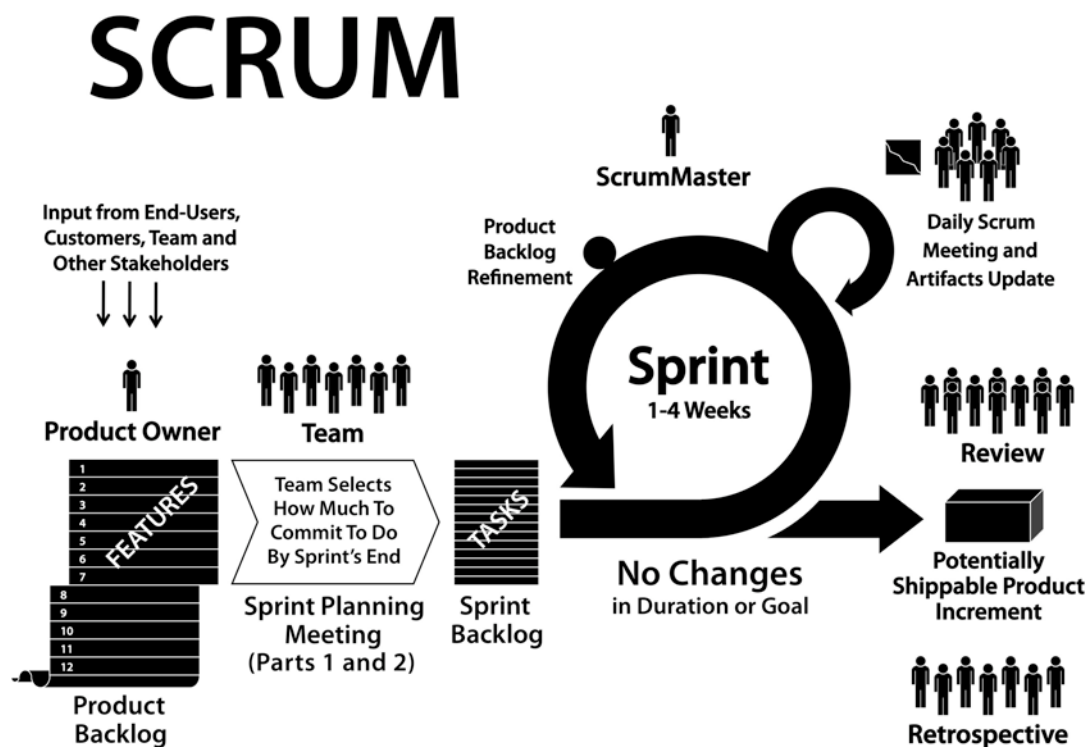 SCRUM
Input from End-Users,
Customers, Team and
Other Stakeholders
Product Owner
Team
1
2
3
4
5
6
7
FEATURES
8
9
10
11
12
Product
Backlog
Team Selects
How Much To
Commit To Do
By Sprint's End
Sprint Planning
Meeting
(Parts 1 and 2)
TASKS
Sprint
Backlog
ScrumMaster
Product
Backlog
Refinement
Sprint
1-4 Weeks
No Changes
in Duration or Goal
Daily Scrum
Meeting and
Artifacts Update
Review
Potentially
Shippable Product
Increment
Retrospective